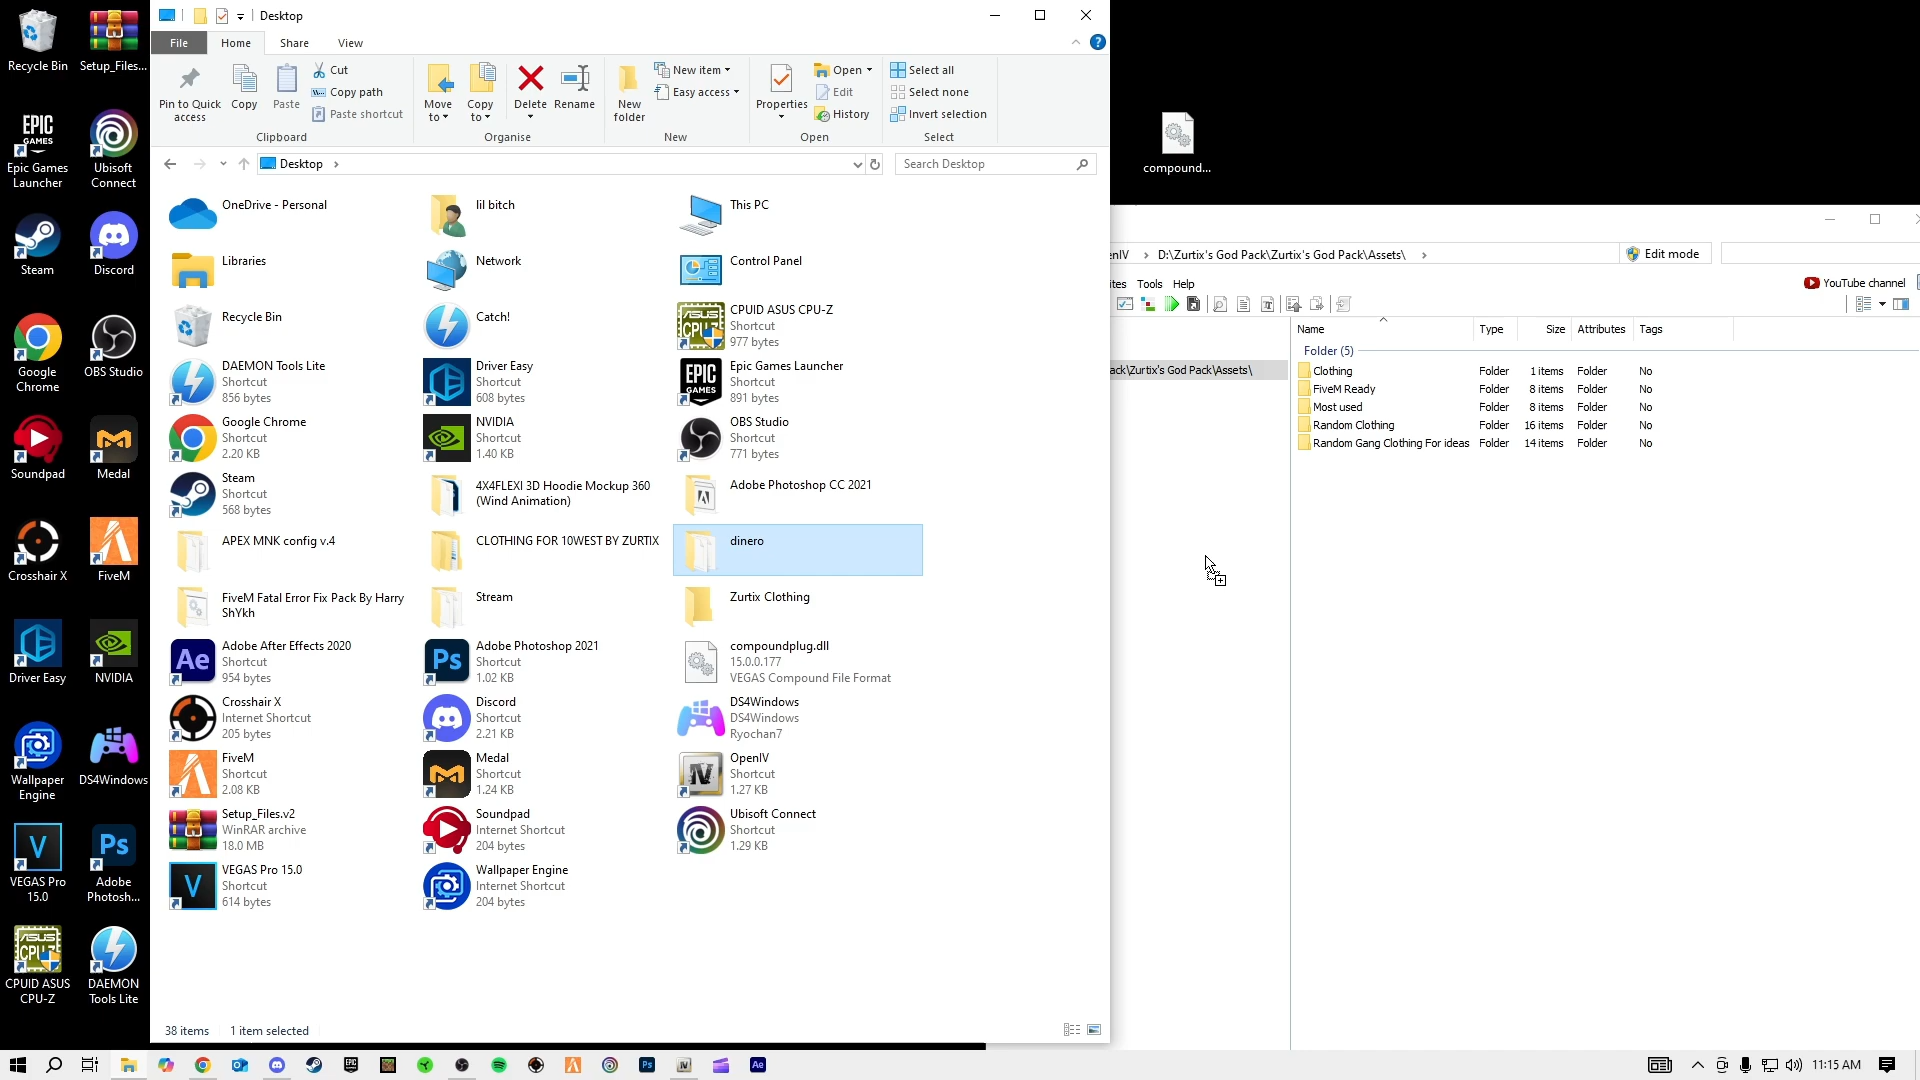 Recycle Bin
Setup_Files...
Epic Games
Launcher
Ubisoft
Connect
Steam
Discord
Google
Chrome
OBS Studio
Soundpad
Medal
Crosshair X
FiveM
Driver Easy
NVIDIA
Wallpaper
Engine
DS4Windows
VEGAS Pro
15.0
Adobe
Photosh...
CPUID ASUS
CPU-Z
DAEMON
Tools Lite
Desktop
File
Home
Share
View
Pin to Quick
access
Copy
Paste
Cut
Copy path
Paste shortcut
Clipboard
Move
to
Copy
to
Delete
Rename
Organise
New
folder
New item
Easy access
New
Properties
Open
Edit
History
Open
Select all
Select none
Invert selection
Select
Desktop
Search Desktop
OneDrive - Personal
lil bitch
This PC
Libraries
Network
Control Panel
Recycle Bin
Catch!
CPUID ASUS CPU-Z
Shortcut
977 bytes
DAEMON Tools Lite
Shortcut
856 bytes
Driver Easy
Shortcut
608 bytes
Epic Games Launcher
Shortcut
891 bytes
Google Chrome
Shortcut
2.20 KB
NVIDIA
Shortcut
1.40 KB
OBS Studio
Shortcut
771 bytes
Steam
Shortcut
568 bytes
4X4FLEXI 3D Hoodie Mockup 360
(Wind Animation)
Adobe Photoshop CC 2021
APEX MNK config v.4
CLOTHING FOR 10WEST BY ZURTIX
dinero
FiveM Fatal Error Fix Pack By Harry
ShYkh
Stream
Zurtix Clothing
Adobe After Effects 2020
Shortcut
954 bytes
Adobe Photoshop 2021
Shortcut
1.02 KB
compoundplug.dll
15.0.0.177
VEGAS Compound File Format
Crosshair X
Internet Shortcut
205 bytes
Discord
Shortcut
2.21 KB
DS4Windows
DS4Windows
Ryochan7
FiveM
Shortcut
2.08 KB
Medal
Shortcut
1.24 KB
OpenIV
Shortcut
1.27 KB
Setup_Files.v2
WinRAR archive
18.0 MB
Soundpad
Internet Shortcut
204 bytes
Ubisoft Connect
Shortcut
1.29 KB
VEGAS Pro 15.0
Shortcut
614 bytes
Wallpaper Engine
Internet Shortcut
204 bytes
38 items
1 item selected
compound...
enIV
D:\Zurtix's God Pack\Zurtix's God Pack\Assets\
Edit mode
ites
Tools
Help
YouTube channel
ack\Zurtix's God Pack\Assets\
Name Type Size Attributes Tags
Folder (5)
Clothing Folder 1 items Folder No
FiveM Ready Folder 8 items Folder No
Most used Folder 8 items Folder No
Random Clothing Folder 16 items Folder No
Random Gang Clothing For ideas Folder 14 items Folder No
11:15 AM